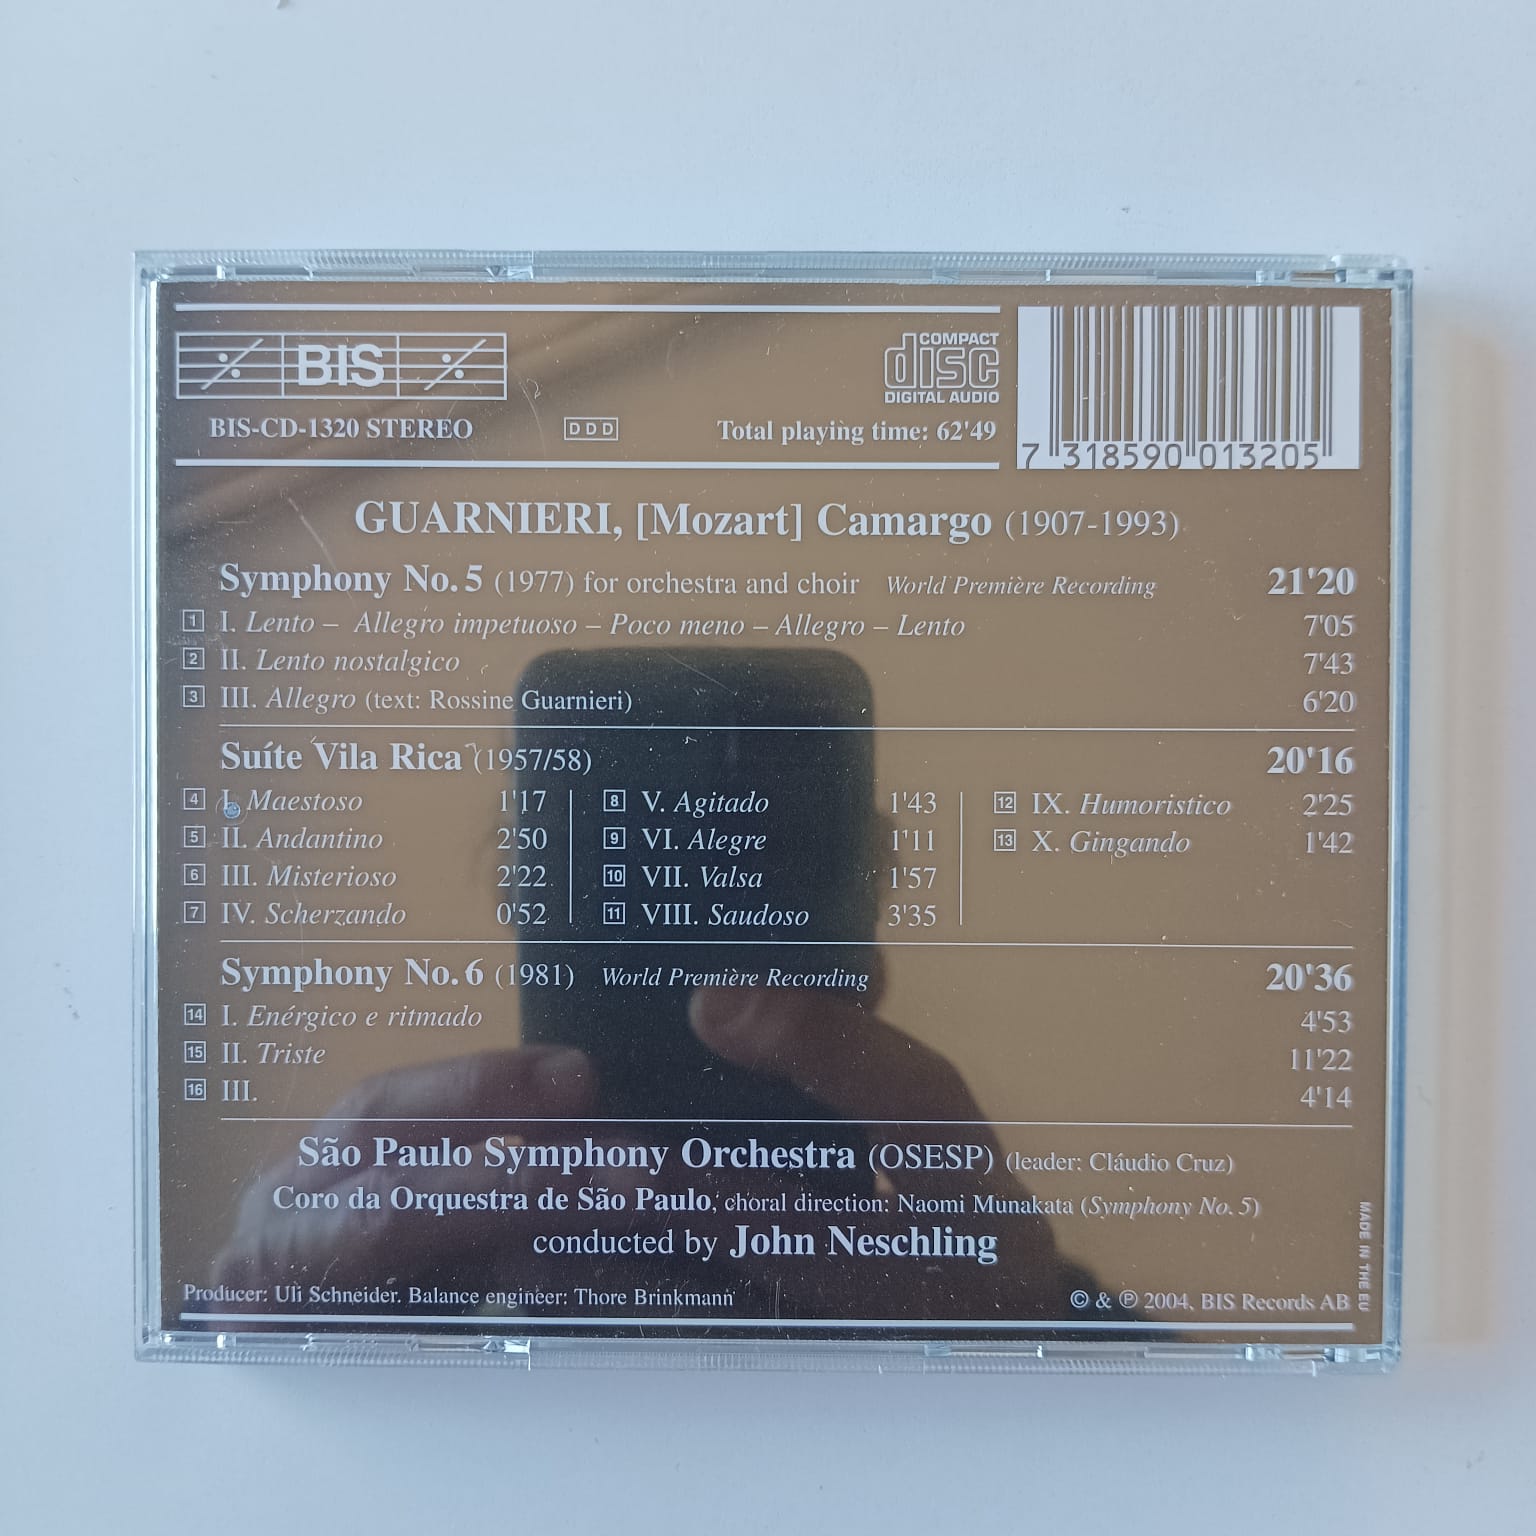 BIS
COMPACT
disc
DIGITAL AUDIO
BIS-CD-1320 STEREO
DDD
Total playing time: 62'49
7 318590 013205
GUARNIERI, [Mozart] Camargo (1907-1993)
Symphony No. 5 (1977) for orchestra and choir World Première Recording 21'20
1 I. Lento – Allegro impetuoso – Poco meno – Allegro – Lento 7'05
2 II. Lento nostalgico 7'43
3 III. Allegro (text: Rossine Guarnieri) 6'20
Suíte Vila Rica (1957/58) 20'16
4 I. Maestoso 1'17
5 II. Andantino 2'50
6 III. Misterioso 2'22
7 IV. Scherzando 0'52
8 V. Agitado 1'43
9 VI. Alegre 1'11
10 VII. Valsa 1'57
11 VIII. Saudoso 3'35
12 IX. Humoristico 2'25
13 X. Gingando 1'42
Symphony No. 6 (1981) World Première Recording 20'36
14 I. Enérgico e ritmado 4'53
15 II. Triste 11'22
16 III. 4'14
São Paulo Symphony Orchestra (OSESP) (leader: Cláudio Cruz)
Coro da Orquestra de São Paulo, choral direction: Naomi Munakata (Symphony No. 5)
conducted by John Neschling
Producer: Uli Schneider. Balance engineer: Thore Brinkmann
© & ℗ 2004, BIS Records AB
MADE IN THE EU